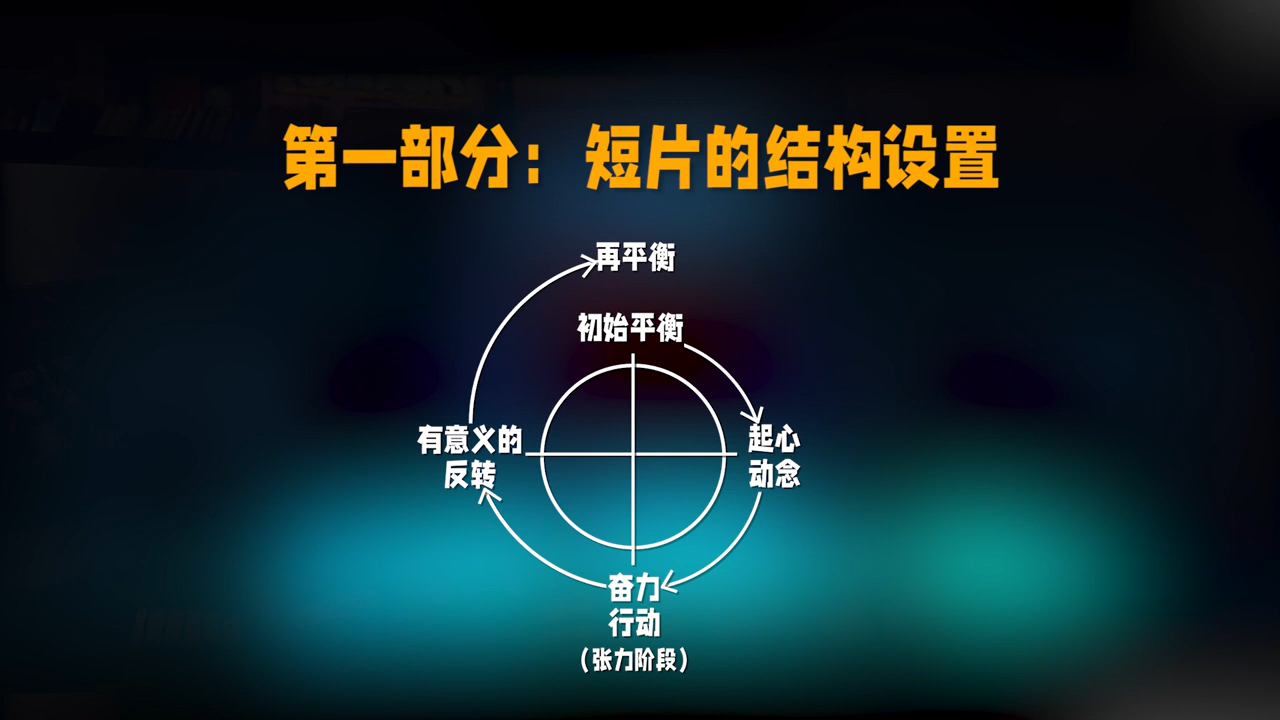 第一部分：短片的结构设置
再平衡
初始平衡
有意义的
反转
起心
动念
奋力
行动
（张力阶段）